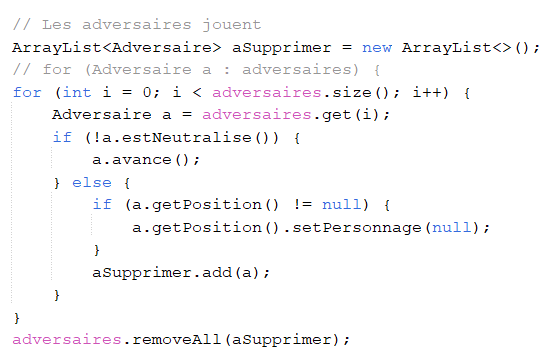 // Les adversaires jouent
ArrayList<Adversaire> aSupprimer = new ArrayList<>();
// for (Adversaire a : adversaires) {
for (int i = 0; i < adversaires.size(); i++) {
    Adversaire a = adversaires.get(i);
    if (!a.estNeutralise()) {
        a.avance();
    } else {
        if (a.getPosition() != null) {
            a.getPosition().setPersonnage(null);
        }
        aSupprimer.add(a);
    }
}
adversaires.removeAll(aSupprimer);